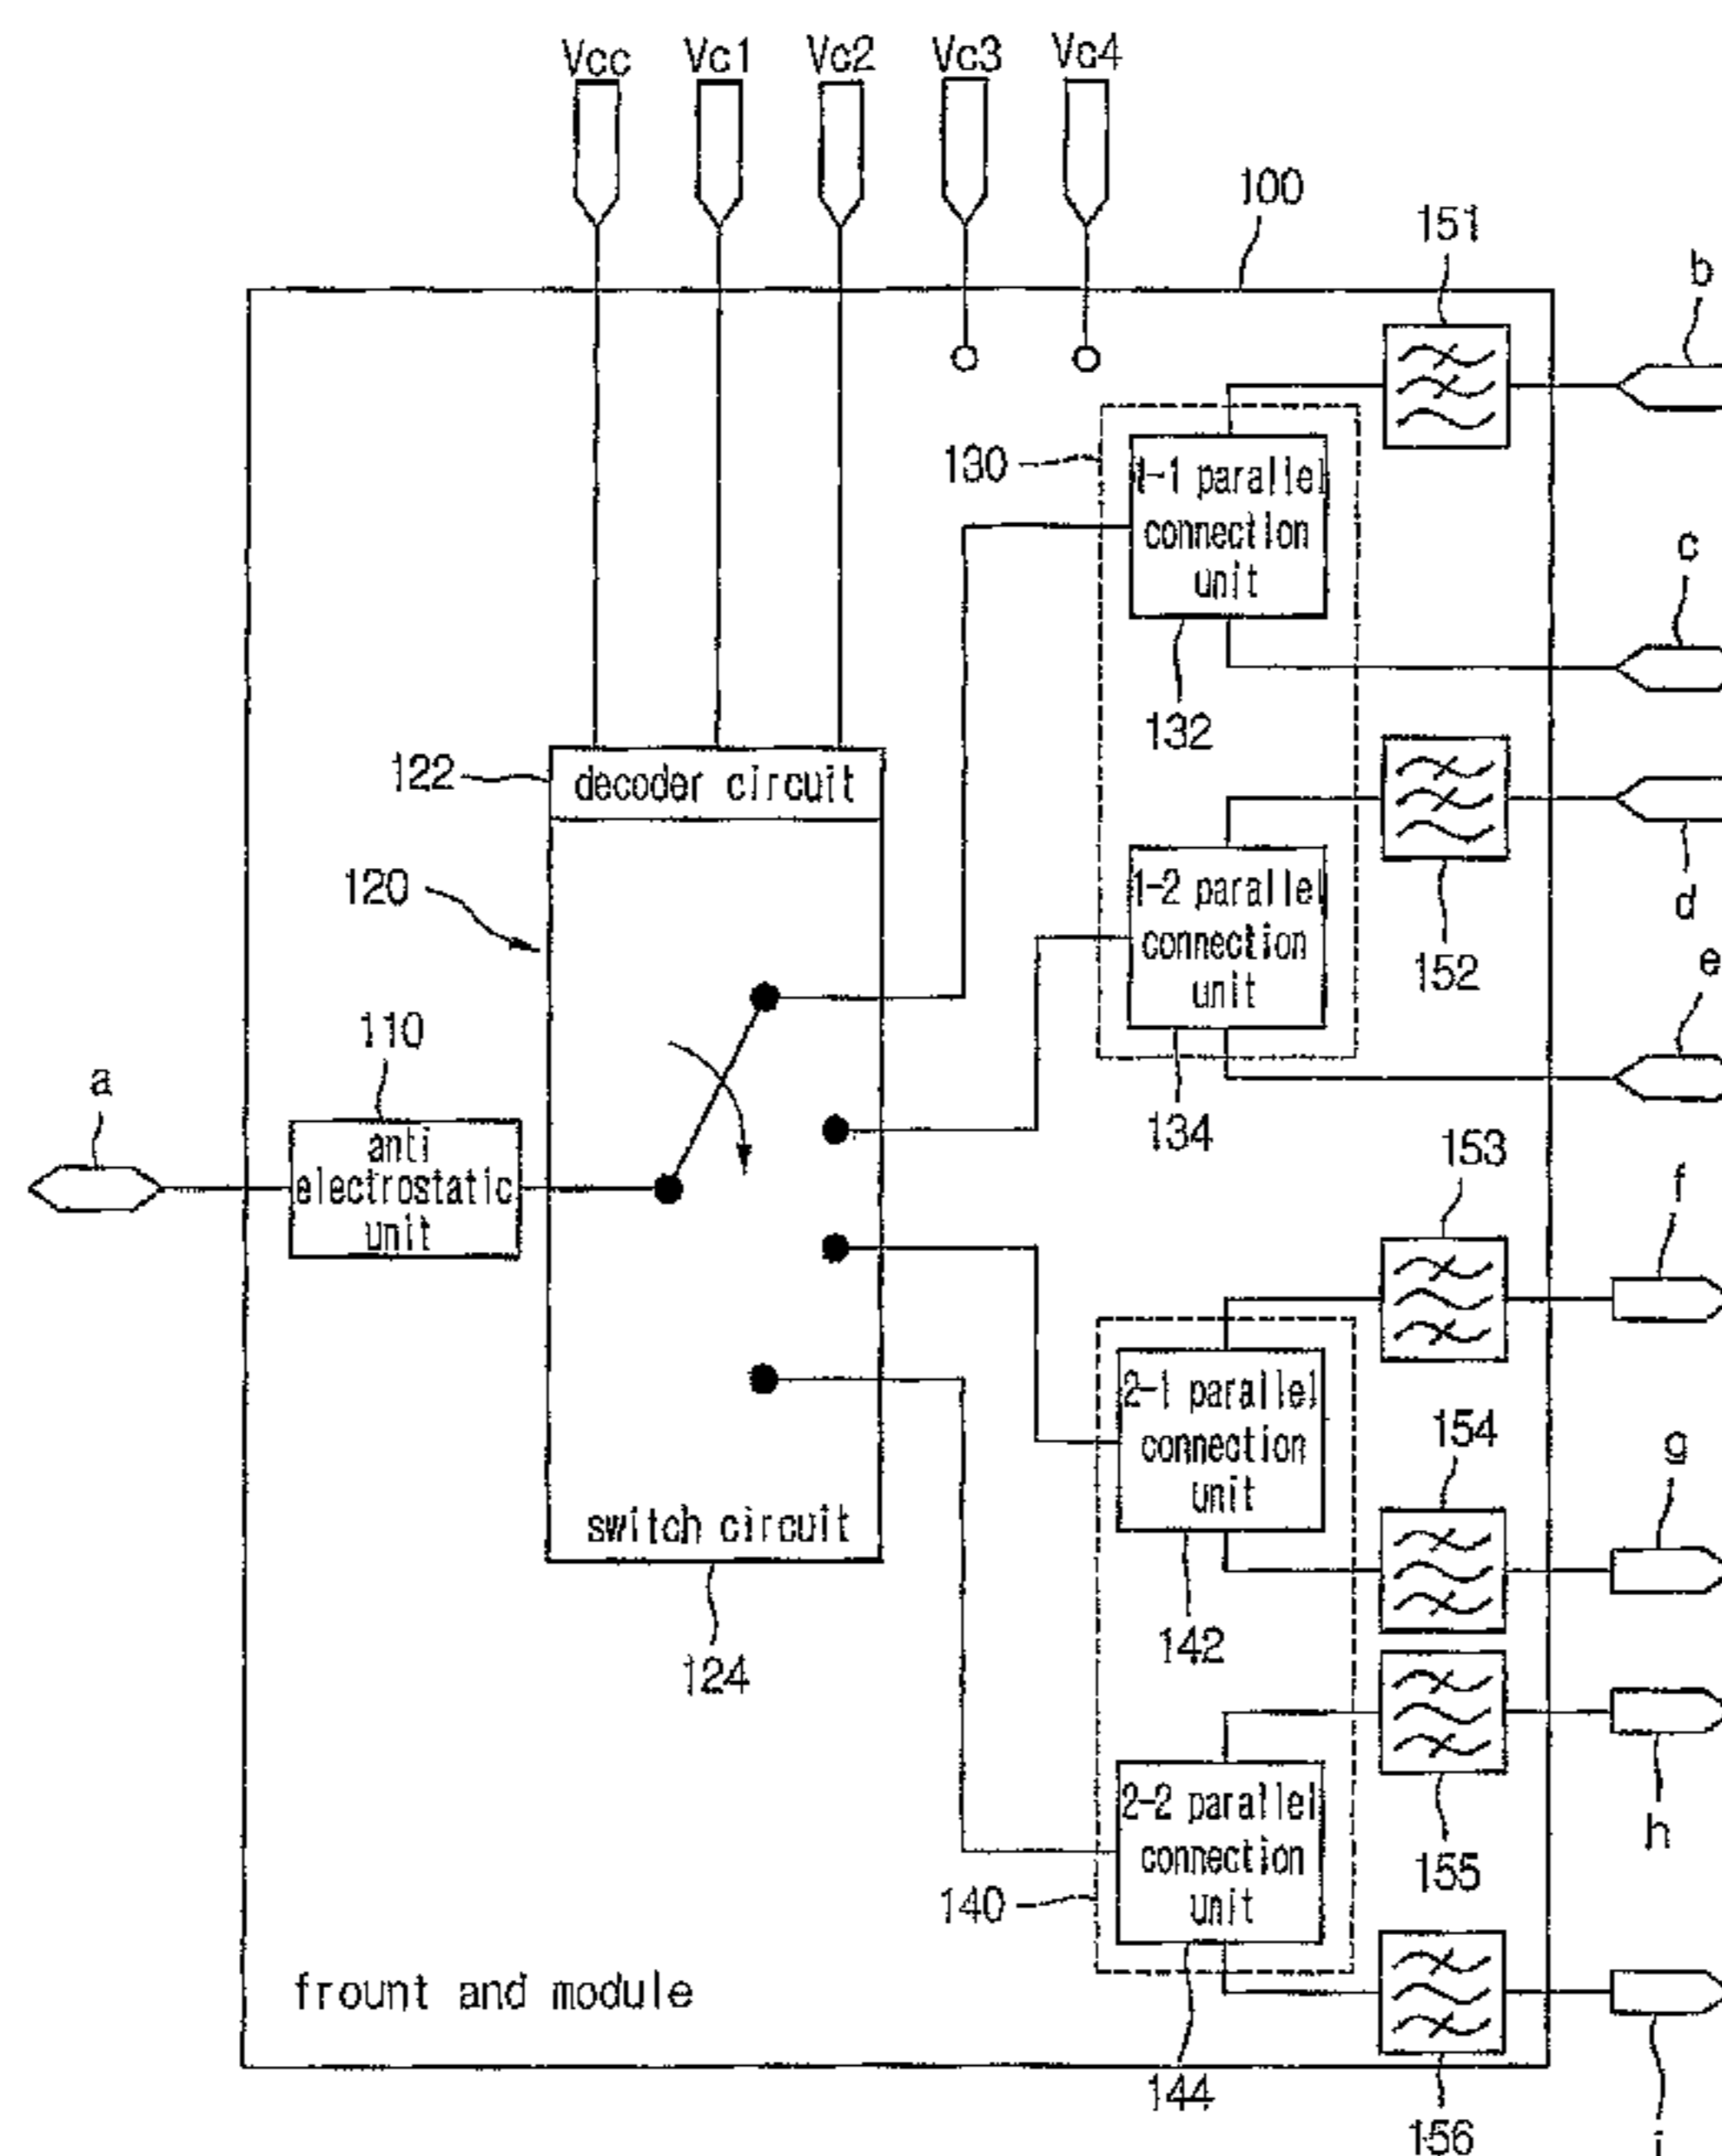 Vcc Vc1 Vc2 Vc3 Vc4
100
151
b
130
1-1 parallel
connection
unit
c
132
122
decoder circuit
120
1-2 parallel
connection
unit
d
152
e
110
a
anti
electrostatic
unit
134
153
f
2-1 parallel
connection
unit
154
g
switch circuit
142
124
2-2 parallel
connection
unit
h
155
140
frount and module
144
156
i